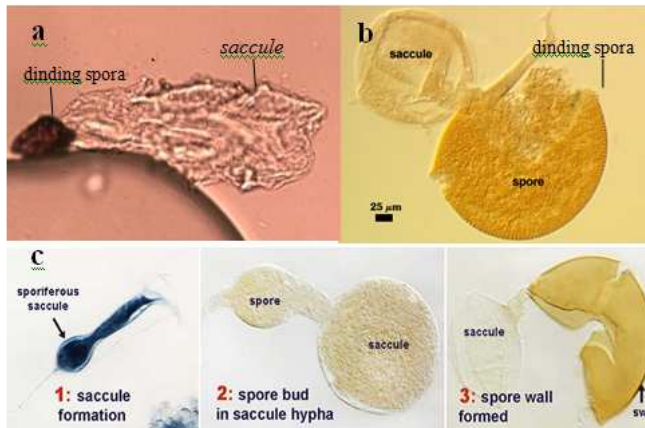 a
saccule
dinding spora
b
saccule
dinding spora
spore
25 µm
c
sporiferous
saccule
1: saccule
formation
spore
saccule
2: spore bud
in saccule hypha
saccule
3: spore wall
formed